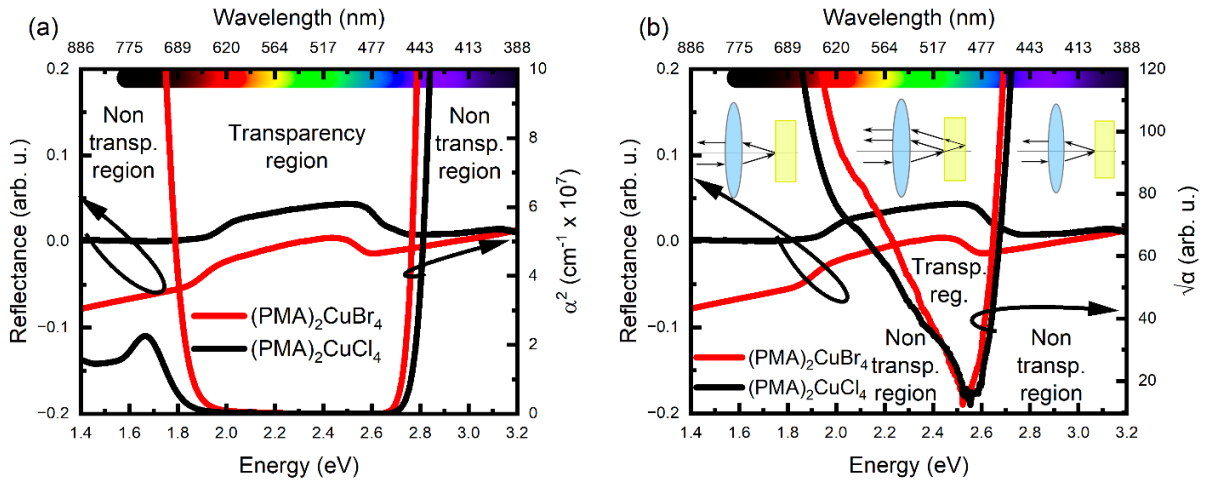 (a)
Wavelength (nm)
886 775 689 620 564 517 477 443 413 388
0.2
0.1
0.0
−0.1
−0.2
Reflectance (arb. u.)
Non
transp.
region
Transparency
region
Non
transp.
region
(PMA)₂CuBr₄
(PMA)₂CuCl₄
10
8
6
4
2
0
α² (cm⁻¹ x 10⁷)
1.4 1.6 1.8 2.0 2.2 2.4 2.6 2.8 3.0 3.2
Energy (eV)
(b)
Wavelength (nm)
886 775 689 620 564 517 477 443 413 388
0.2
0.1
0.0
−0.1
−0.2
Reflectance (arb. u.)
Transp.
reg.
Non
transp.
region
Non
transp.
region
(PMA)₂CuBr₄
(PMA)₂CuCl₄
120
100
80
60
40
20
√α (arb. u.)
1.4 1.6 1.8 2.0 2.2 2.4 2.6 2.8 3.0 3.2
Energy (eV)